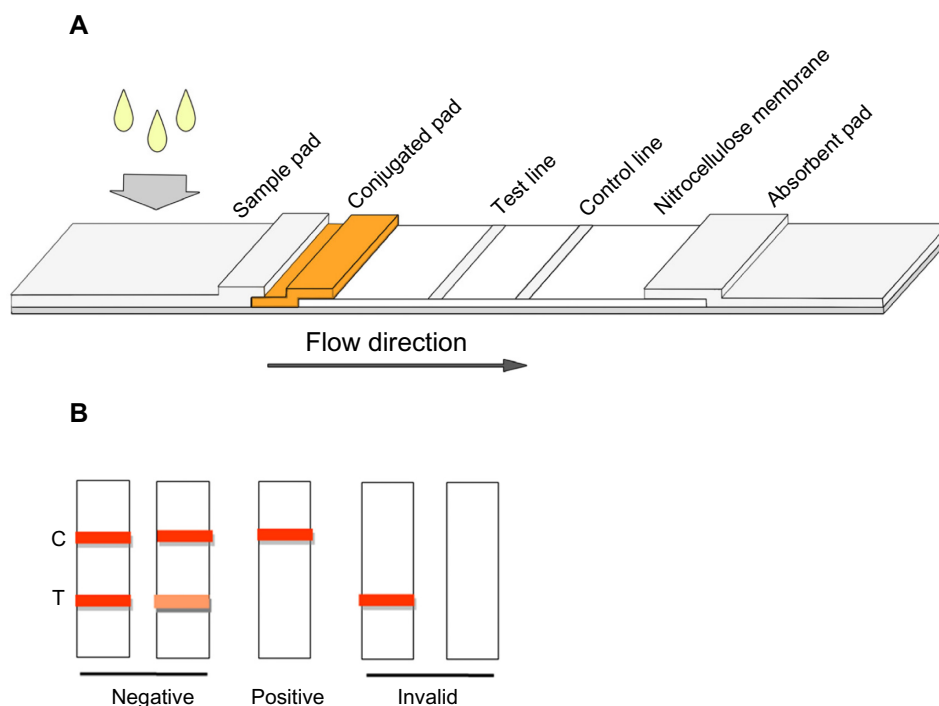 A
Sample pad
Conjugated pad
Test line
Control line
Nitrocellulose membrane
Absorbent pad
Flow direction
B
C
T
Negative
Positive
Invalid